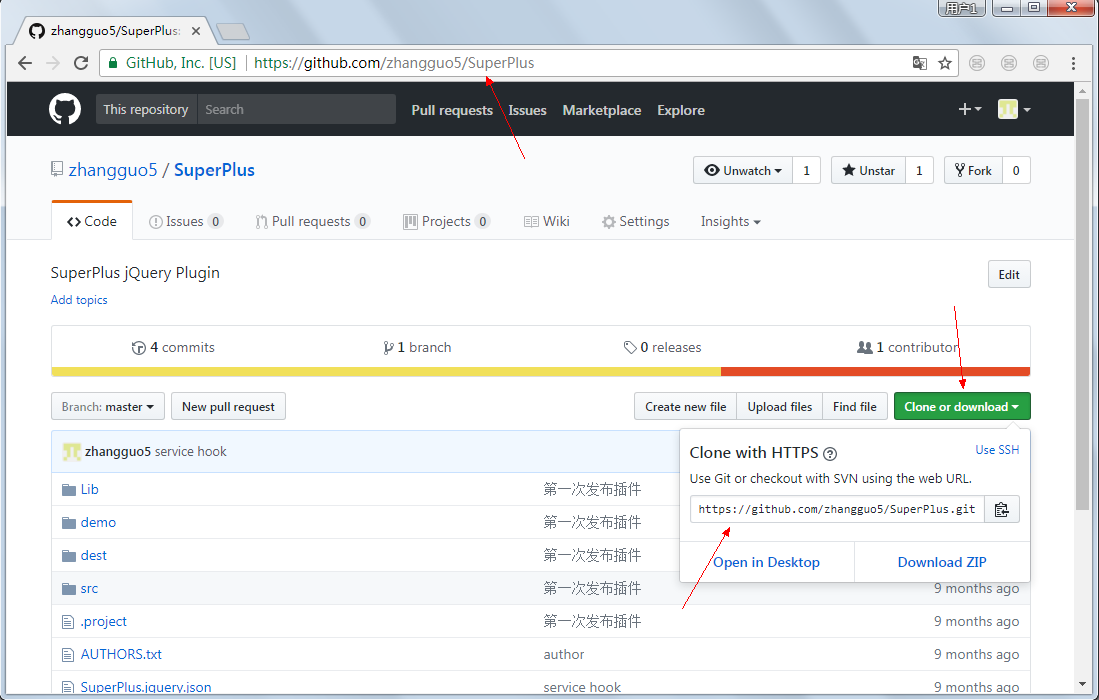 用户1
zhangguo5/SuperPlus:
GitHub, Inc. [US] | https://github.com/zhangguo5/SuperPlus
This repository Search Pull requests Issues Marketplace Explore
zhangguo5 / SuperPlus Unwatch 1 Unstar 1 Fork 0
Code Issues 0 Pull requests 0 Projects 0 Wiki Settings Insights
SuperPlus jQuery Plugin Edit
Add topics
4 commits 1 branch 0 releases 1 contributor
Branch: master New pull request Create new file Upload files Find file Clone or download
zhangguo5 service hook
Clone with HTTPS ? Use SSH
Use Git or checkout with SVN using the web URL.
https://github.com/zhangguo5/SuperPlus.git
Open in Desktop Download ZIP
Lib 第一次发布插件
demo 第一次发布插件
dest 第一次发布插件
src 第一次发布插件 9 months ago
.project 第一次发布插件 9 months ago
AUTHORS.txt author 9 months ago
SuperPlus.jquery.json service hook 9 months ago